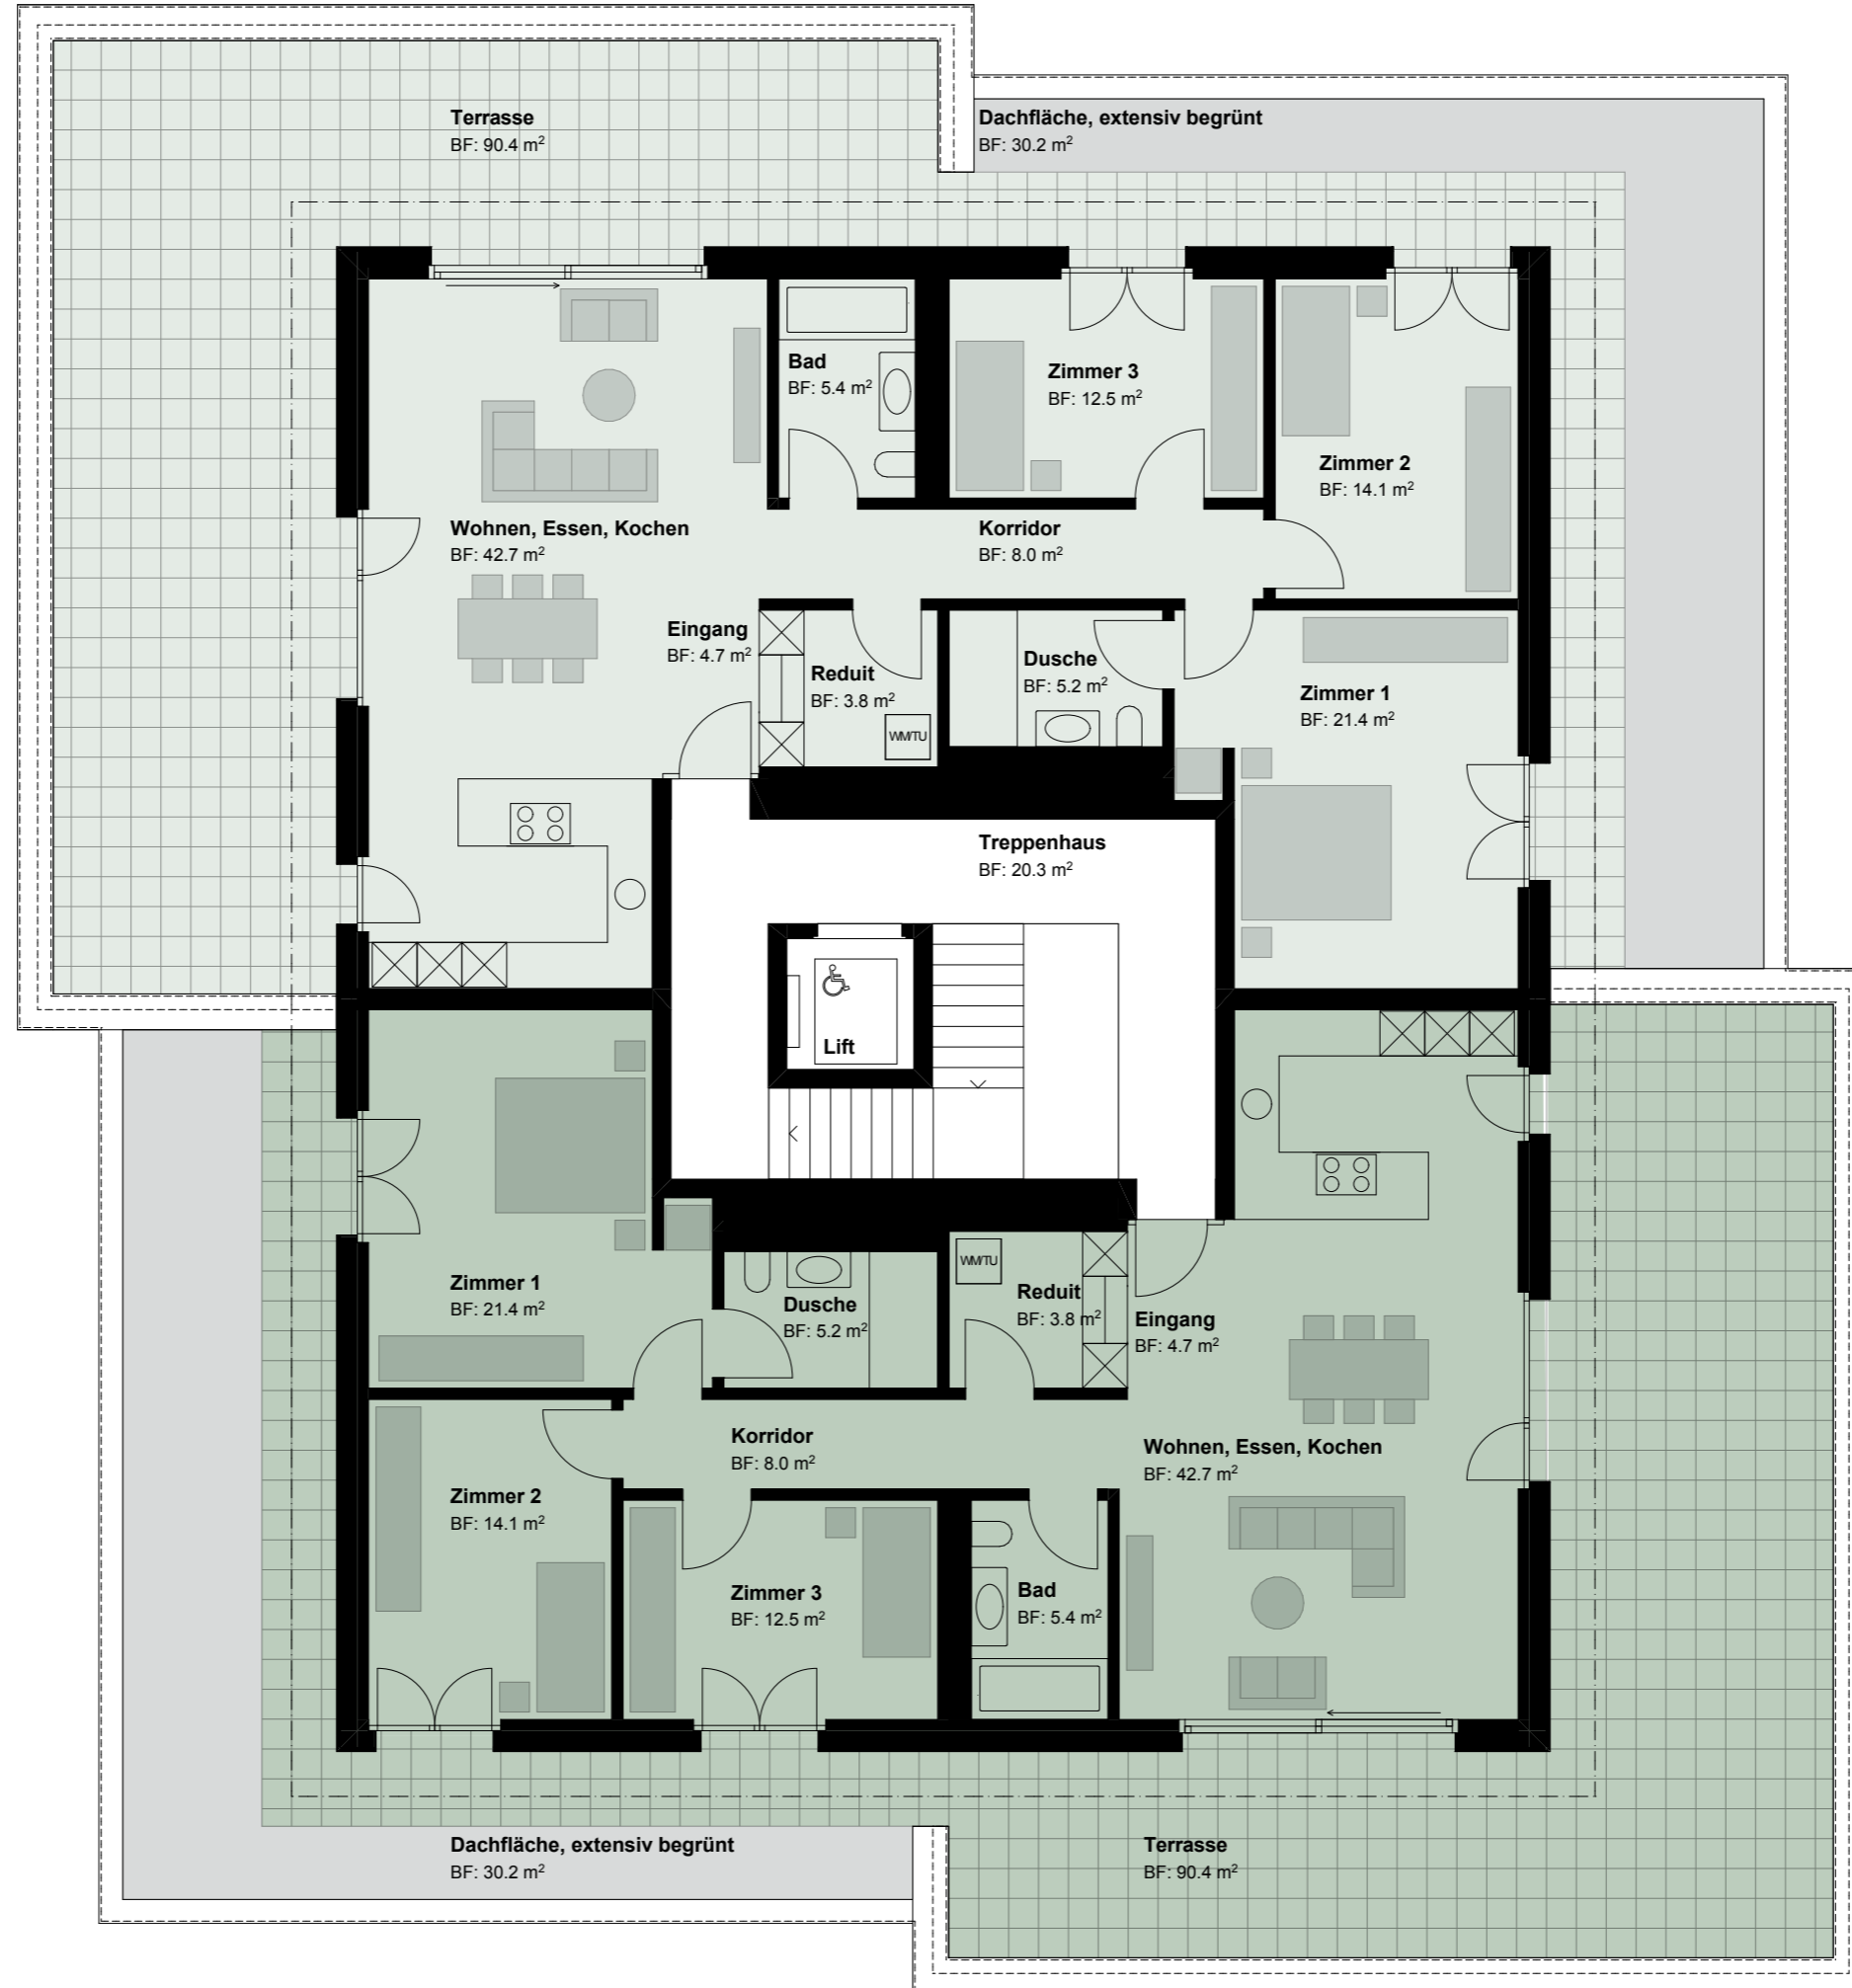 Terrasse
BF: 90.4 m²
Dachfläche, extensiv begrünt
BF: 30.2 m²
Bad
BF: 5.4 m²
Zimmer 3
BF: 12.5 m²
Zimmer 2
BF: 14.1 m²
Wohnen, Essen, Kochen
BF: 42.7 m²
Korridor
BF: 8.0 m²
Eingang
BF: 4.7 m²
Reduit
BF: 3.8 m²
WM/TU
Dusche
BF: 5.2 m²
Zimmer 1
BF: 21.4 m²
Treppenhaus
BF: 20.3 m²
Lift
Zimmer 1
BF: 21.4 m²
Dusche
BF: 5.2 m²
WM/TU
Reduit
BF: 3.8 m²
Eingang
BF: 4.7 m²
Korridor
BF: 8.0 m²
Wohnen, Essen, Kochen
BF: 42.7 m²
Zimmer 2
BF: 14.1 m²
Zimmer 3
BF: 12.5 m²
Bad
BF: 5.4 m²
Dachfläche, extensiv begrünt
BF: 30.2 m²
Terrasse
BF: 90.4 m²